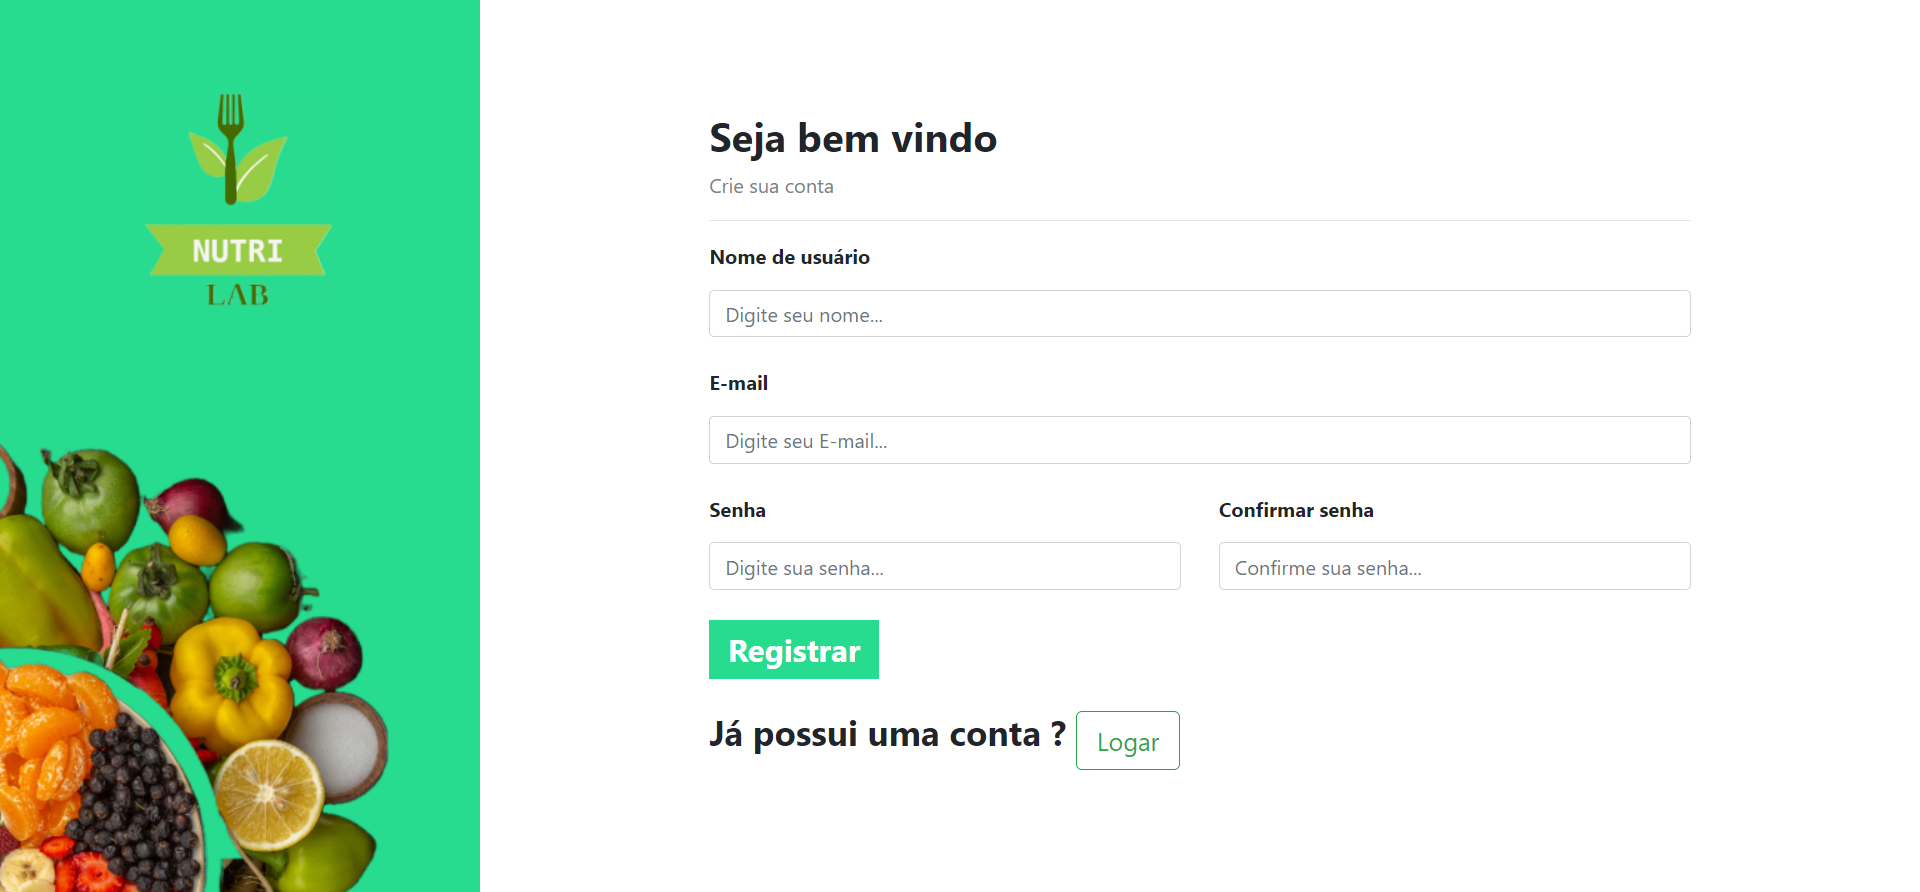 NUTRI
LAB
Seja bem vindo
Crie sua conta
Nome de usuário
Digite seu nome...
E-mail
Digite seu E-mail...
Senha
Confirmar senha
Digite sua senha...
Confirme sua senha...
Registrar
Já possui uma conta ?
Logar